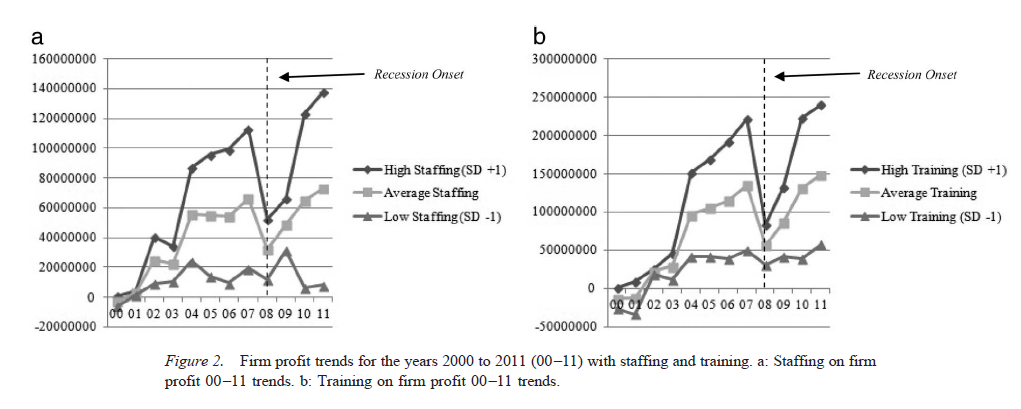 a
160000000
140000000
120000000
100000000
80000000
60000000
40000000
20000000
0
-20000000
00 01 02 03 04 05 06 07 08 09 10 11
Recession Onset
High Staffing (SD +1)
Average Staffing
Low Staffing (SD -1)
b
300000000
250000000
200000000
150000000
100000000
50000000
0
-50000000
00 01 02 03 04 05 06 07 08 09 10 11
Recession Onset
High Training (SD +1)
Average Training
Low Training (SD -1)
Figure 2. Firm profit trends for the years 2000 to 2011 (00–11) with staffing and training. a: Staffing on firm
profit 00–11 trends. b: Training on firm profit 00–11 trends.